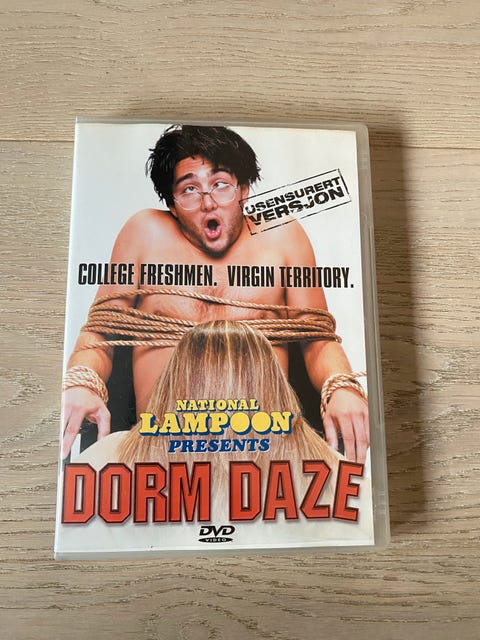 USENSURERT
VERSJON
COLLEGE FRESHMEN. VIRGIN TERRITORY.
NATIONAL
LAMPOON
PRESENTS
DORM DAZE
DVD
VIDEO